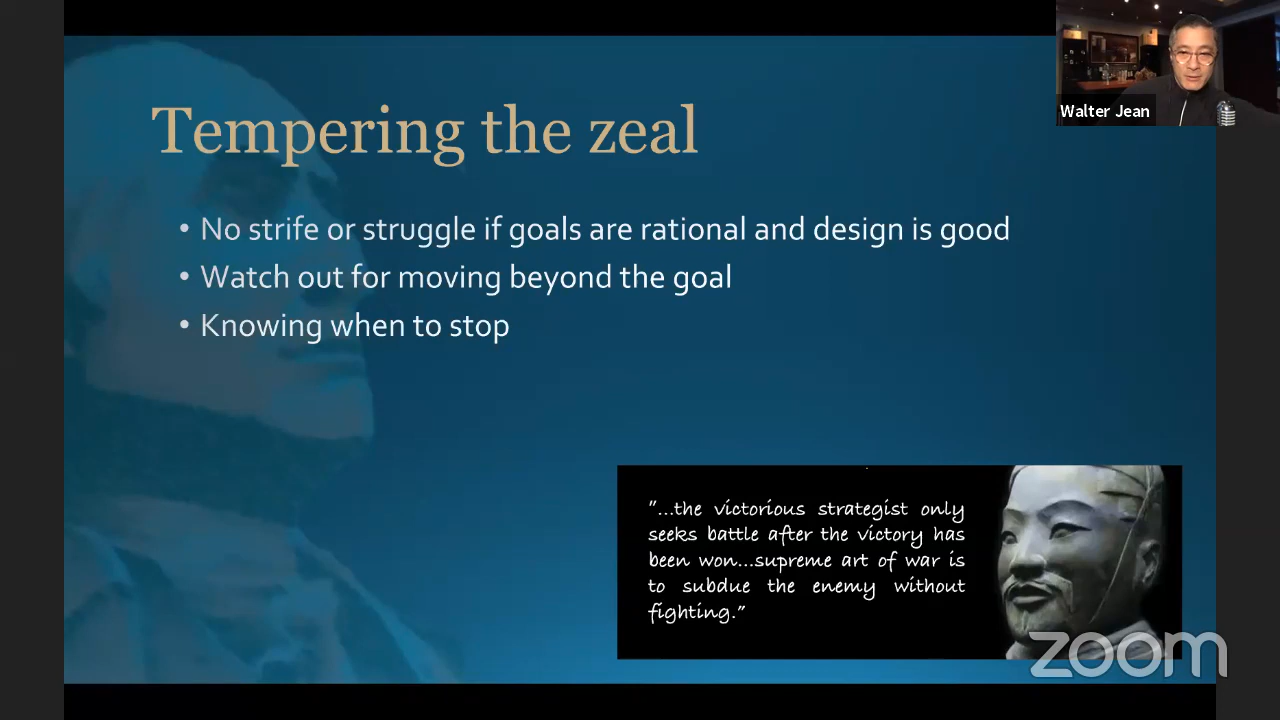 Walter Jean
Tempering the zeal
• No strife or struggle if goals are rational and design is good
• Watch out for moving beyond the goal
• Knowing when to stop
"...the victorious strategist only
seeks battle after the victory has
been won...supreme art of war is
to subdue the enemy without
fighting."
zoom